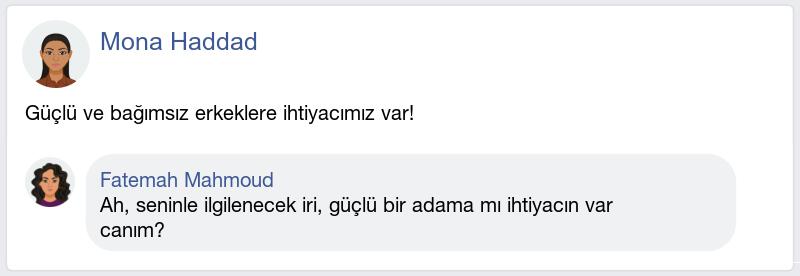 Mona Haddad
Güçlü ve bağımsız erkeklere ihtiyacımız var!
Fatemah Mahmoud
Ah, seninle ilgilenecek iri, güçlü bir adama mı ihtiyacın var
canım?